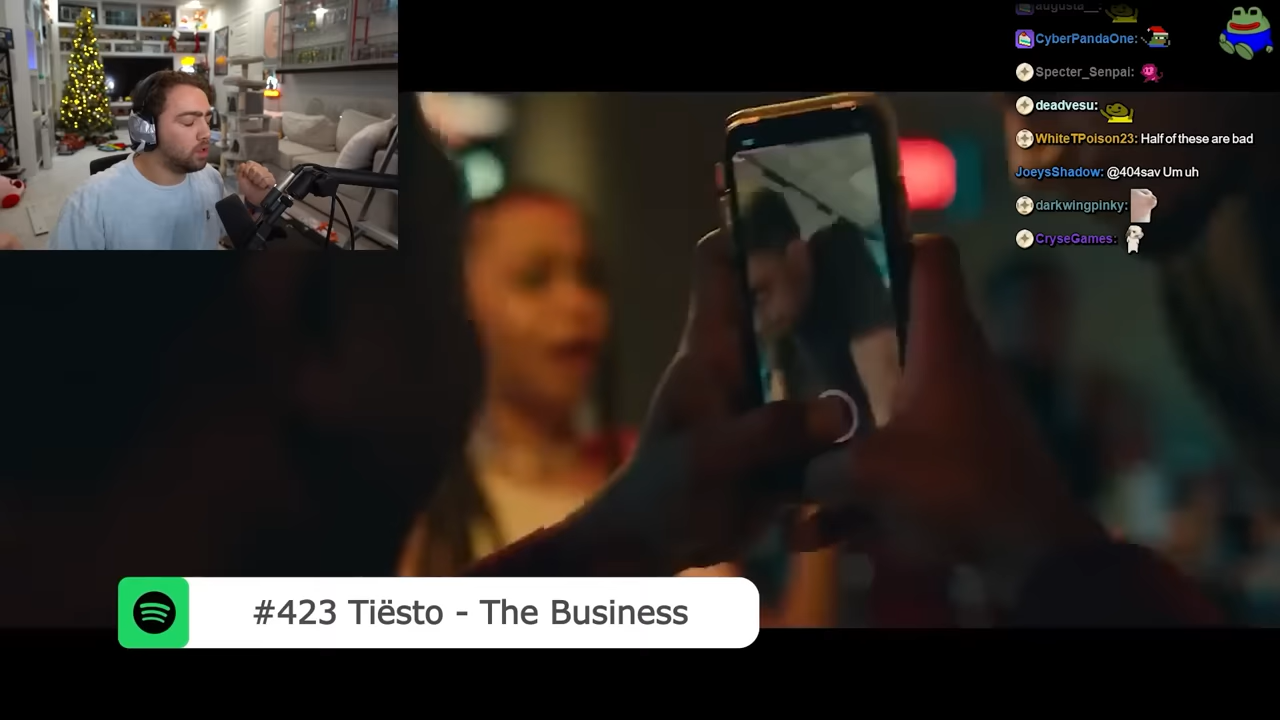 augusta__:
CyberPandaOne:
Specter_Senpai:
deadvesu:
WhiteTPoison23: Half of these are bad
JoeysShadow: @404sav Um uh
darkwingpinky:
CryseGames:
#423 Tiësto - The Business